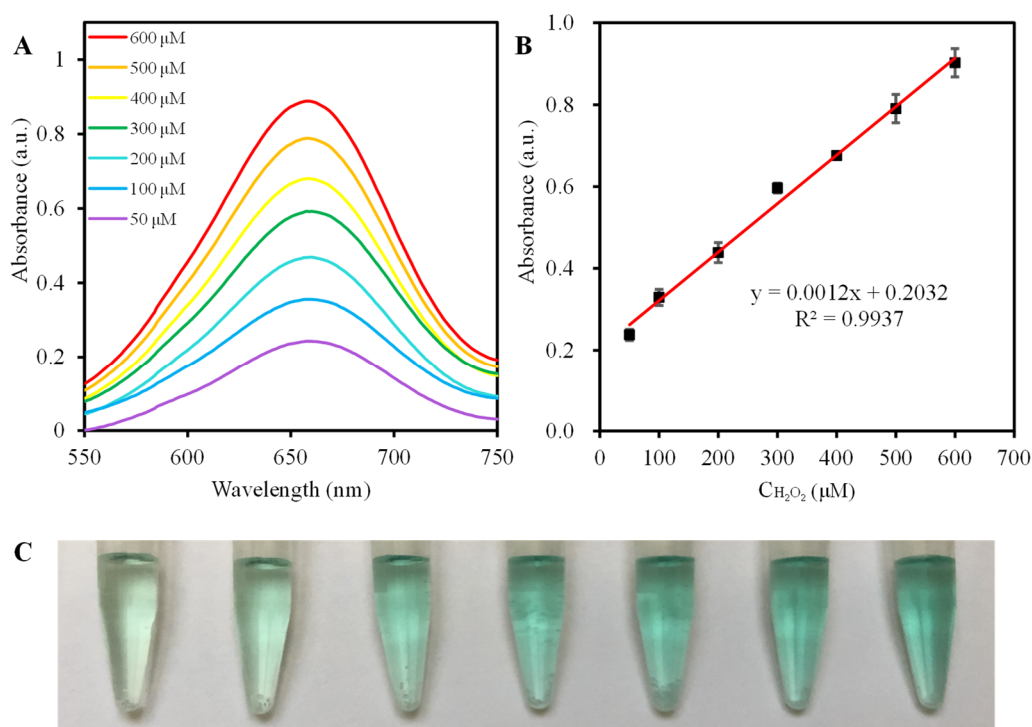 A
600 μM
500 μM
400 μM
300 μM
200 μM
100 μM
50 μM
1
0.8
0.6
0.4
0.2
0
Absorbance (a.u.)
550
600
650
700
750
Wavelength (nm)
B
1.0
0.8
0.6
0.4
0.2
0.0
Absorbance (a.u.)
y = 0.0012x + 0.2032
R² = 0.9937
0
100
200
300
400
500
600
700
C_H₂O₂ (μM)
C